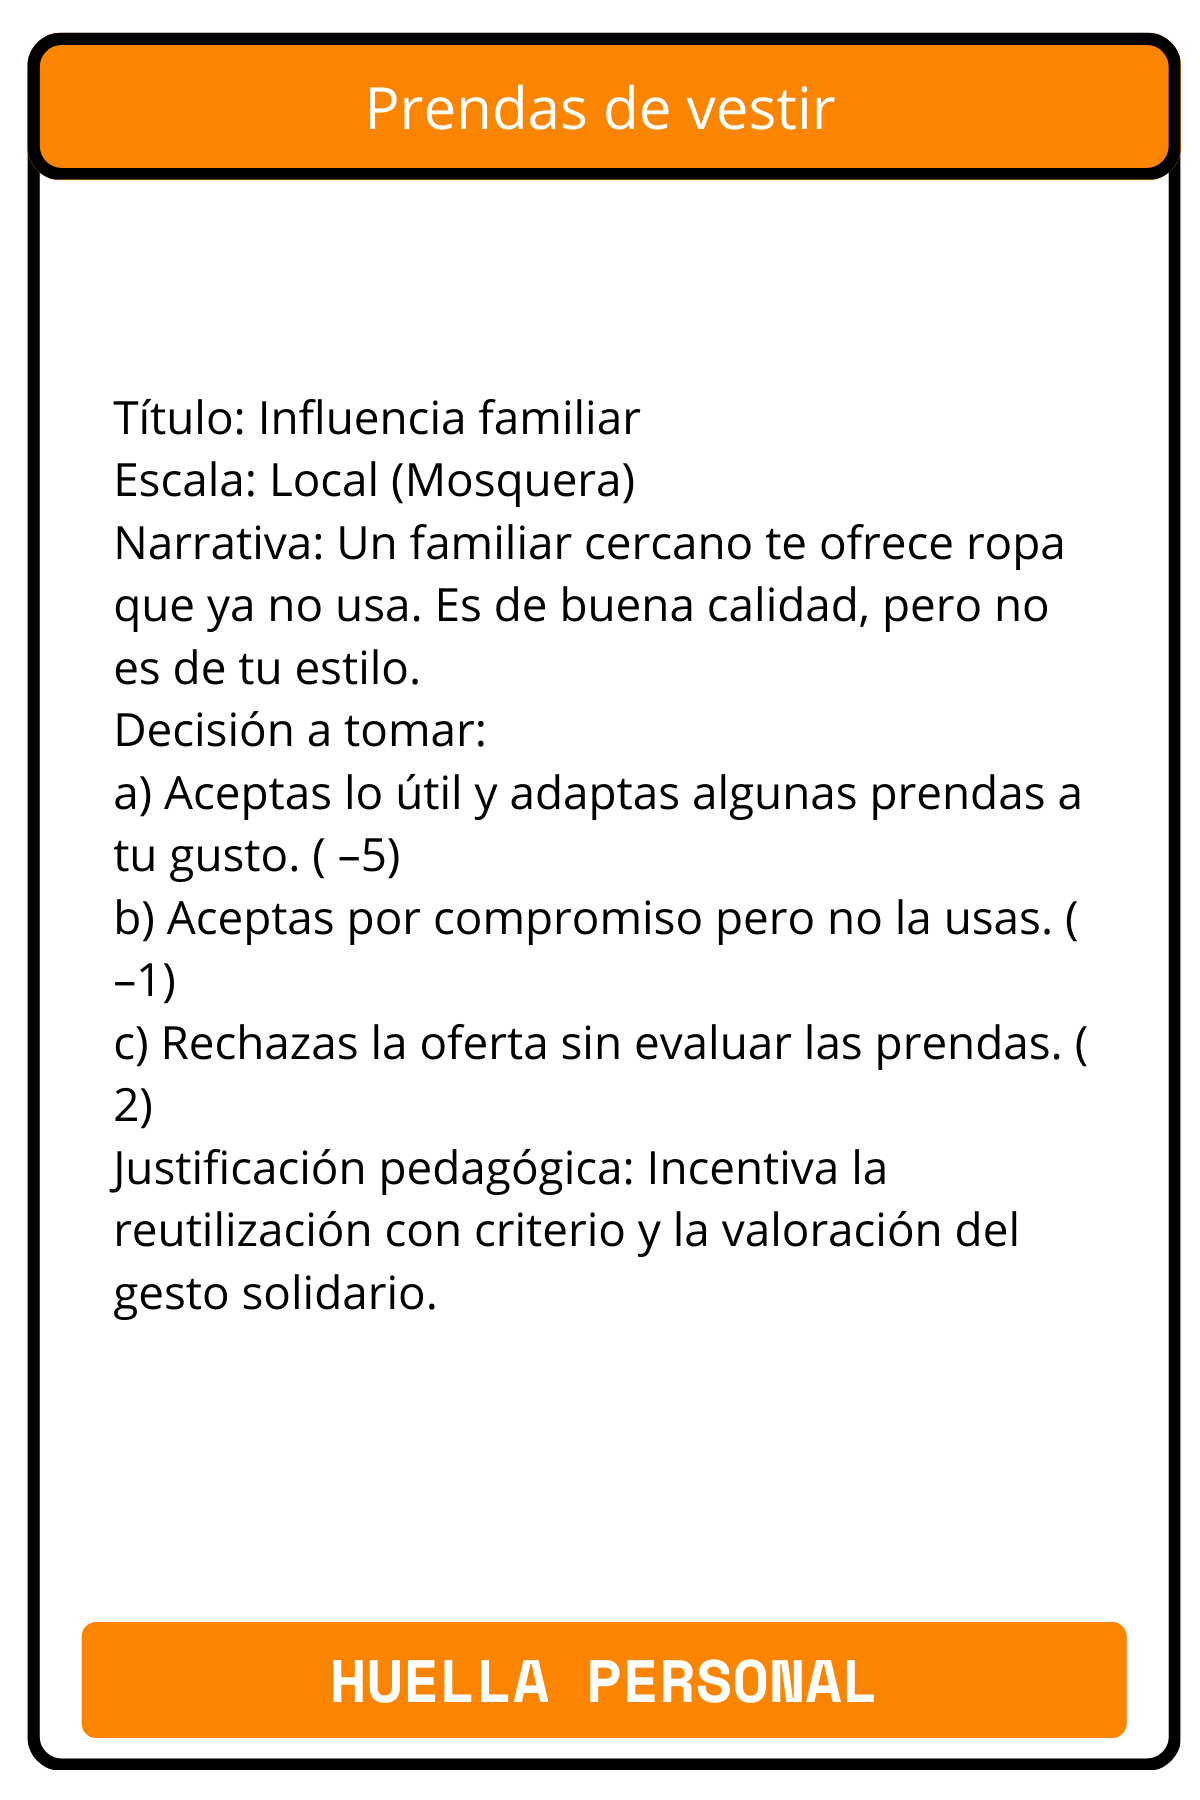 Prendas de vestir
Título: Influencia familiar
Escala: Local (Mosquera)
Narrativa: Un familiar cercano te ofrece ropa
que ya no usa. Es de buena calidad, pero no
es de tu estilo.
Decisión a tomar:
a) Aceptas lo útil y adaptas algunas prendas a
tu gusto. ( –5)
b) Aceptas por compromiso pero no la usas. (
–1)
c) Rechazas la oferta sin evaluar las prendas. (
2)
Justificación pedagógica: Incentiva la
reutilización con criterio y la valoración del
gesto solidario.
HUELLA PERSONAL